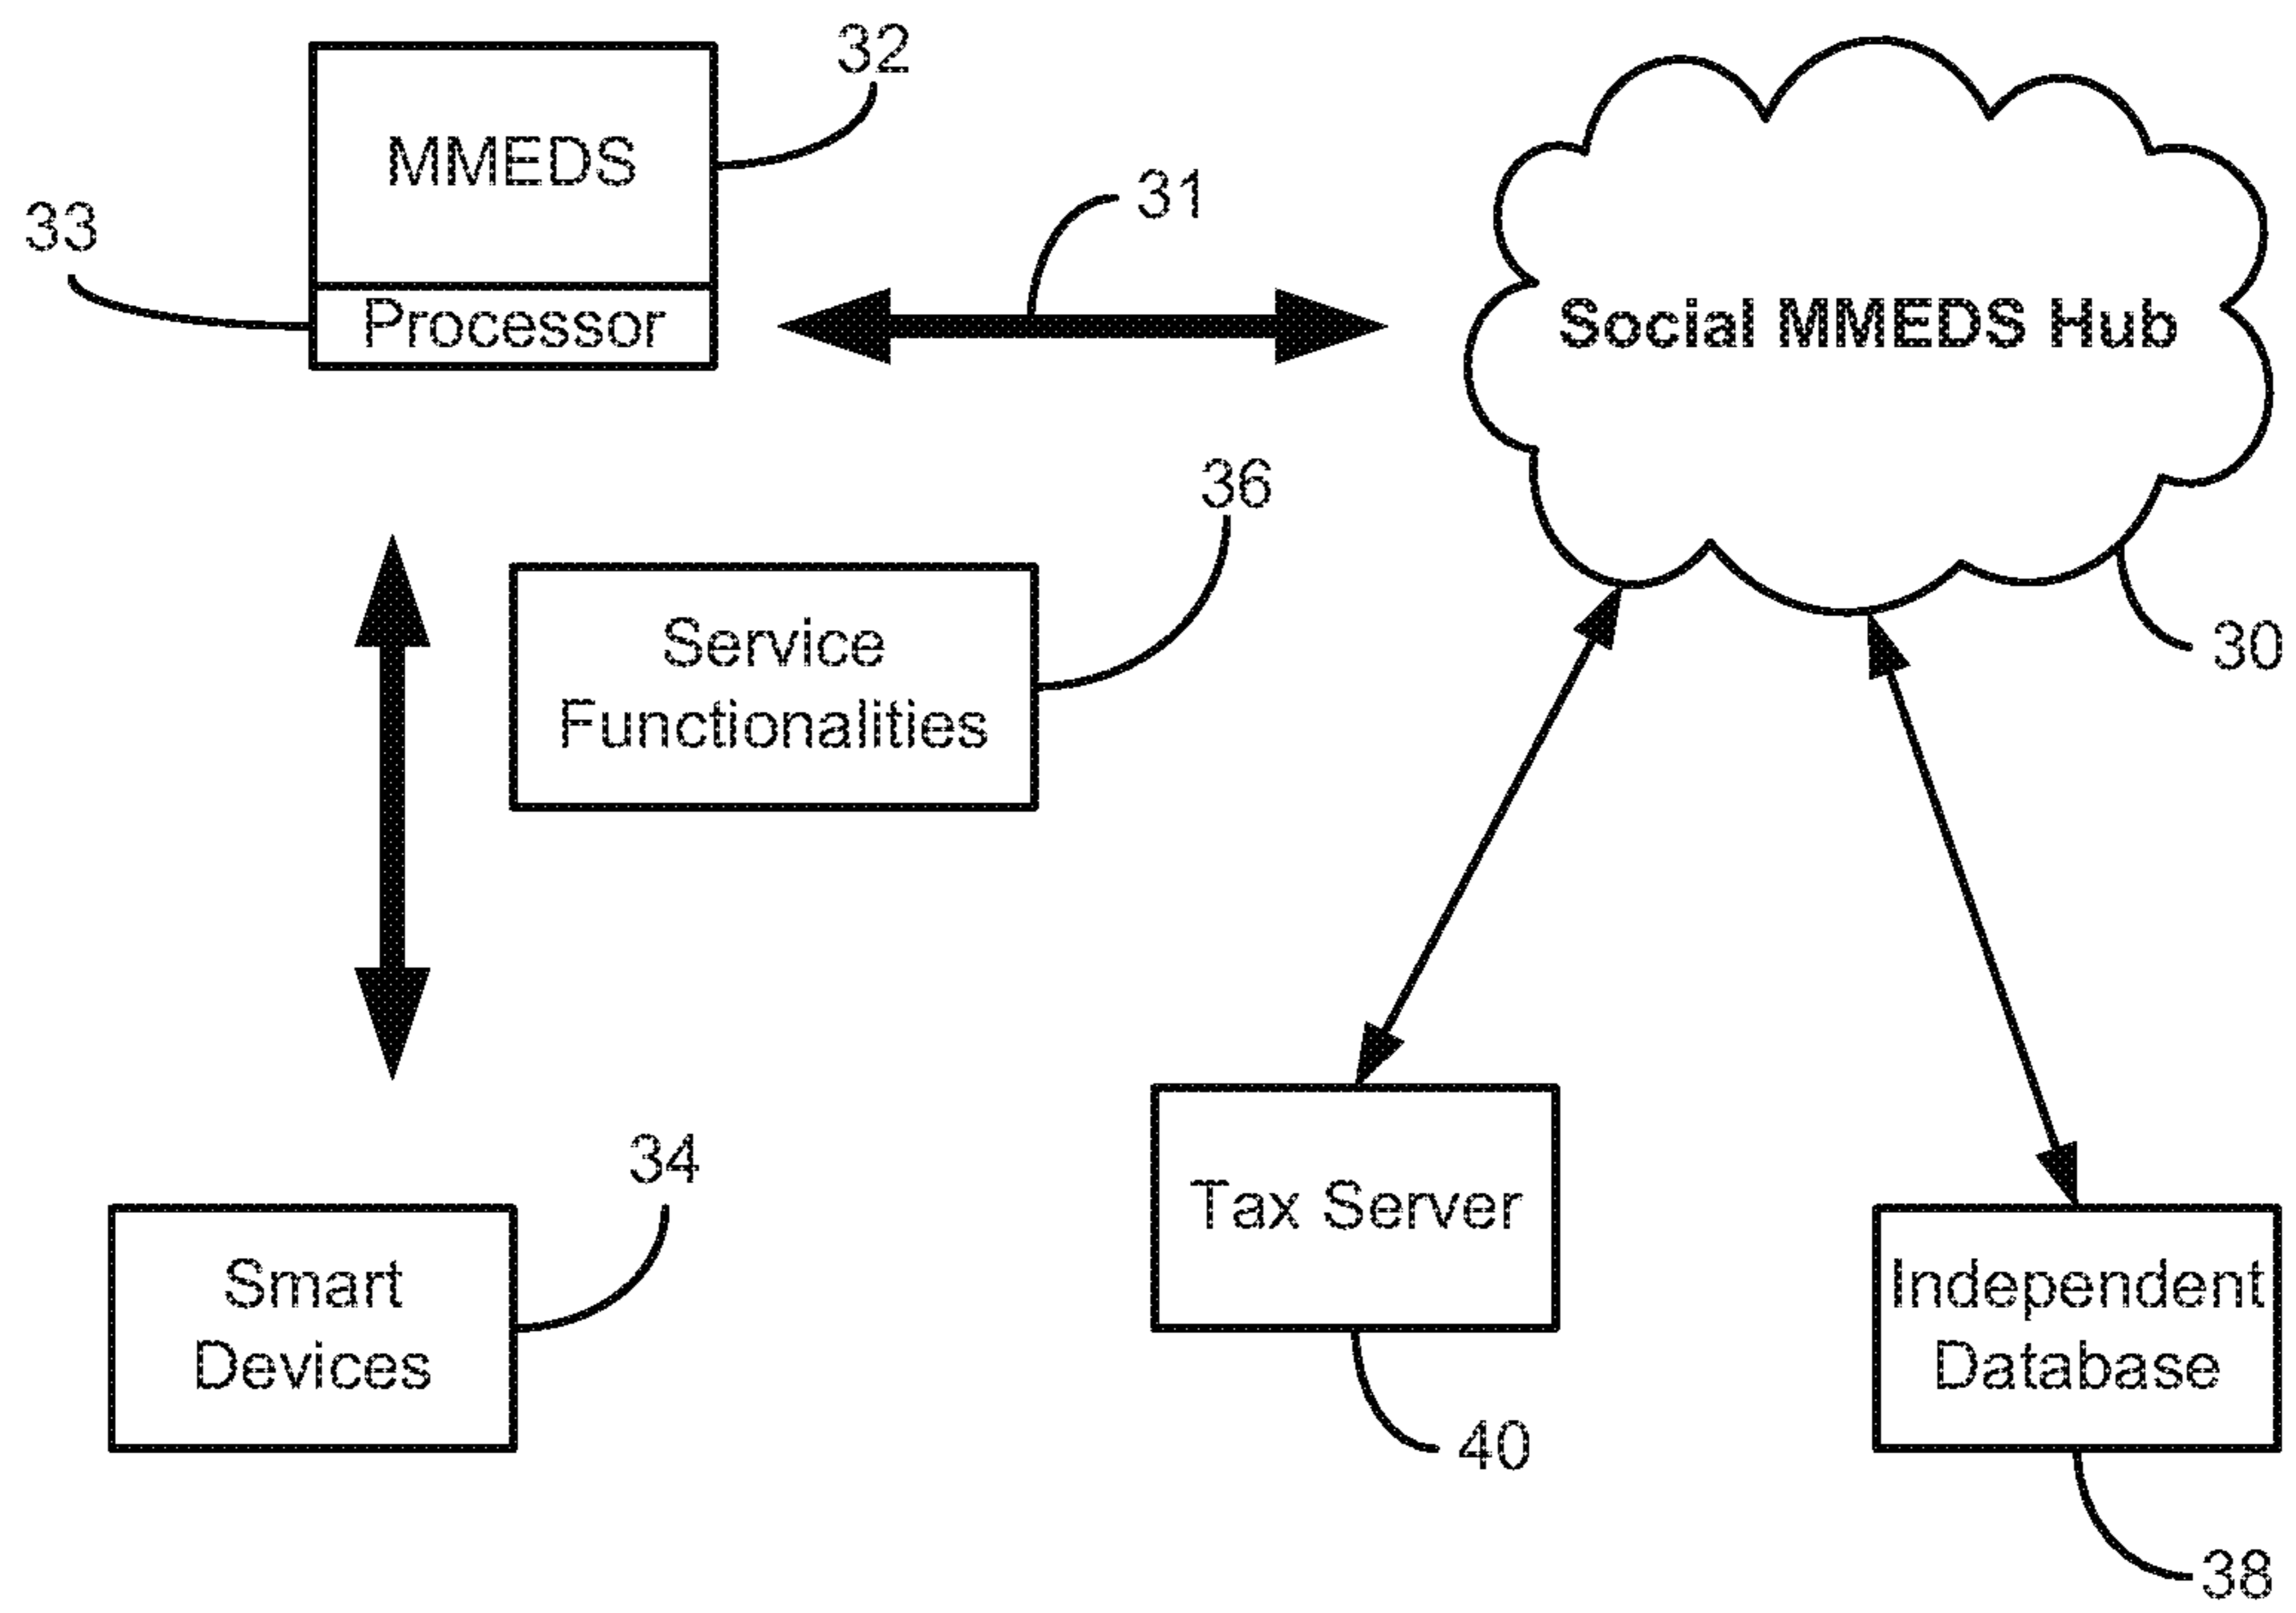 32
MMEDS
33
31
Processor
Social MMEDS Hub
36
Service
Functionalities
30
34
Tax Server
Smart
Devices
Independent
Database
40
38